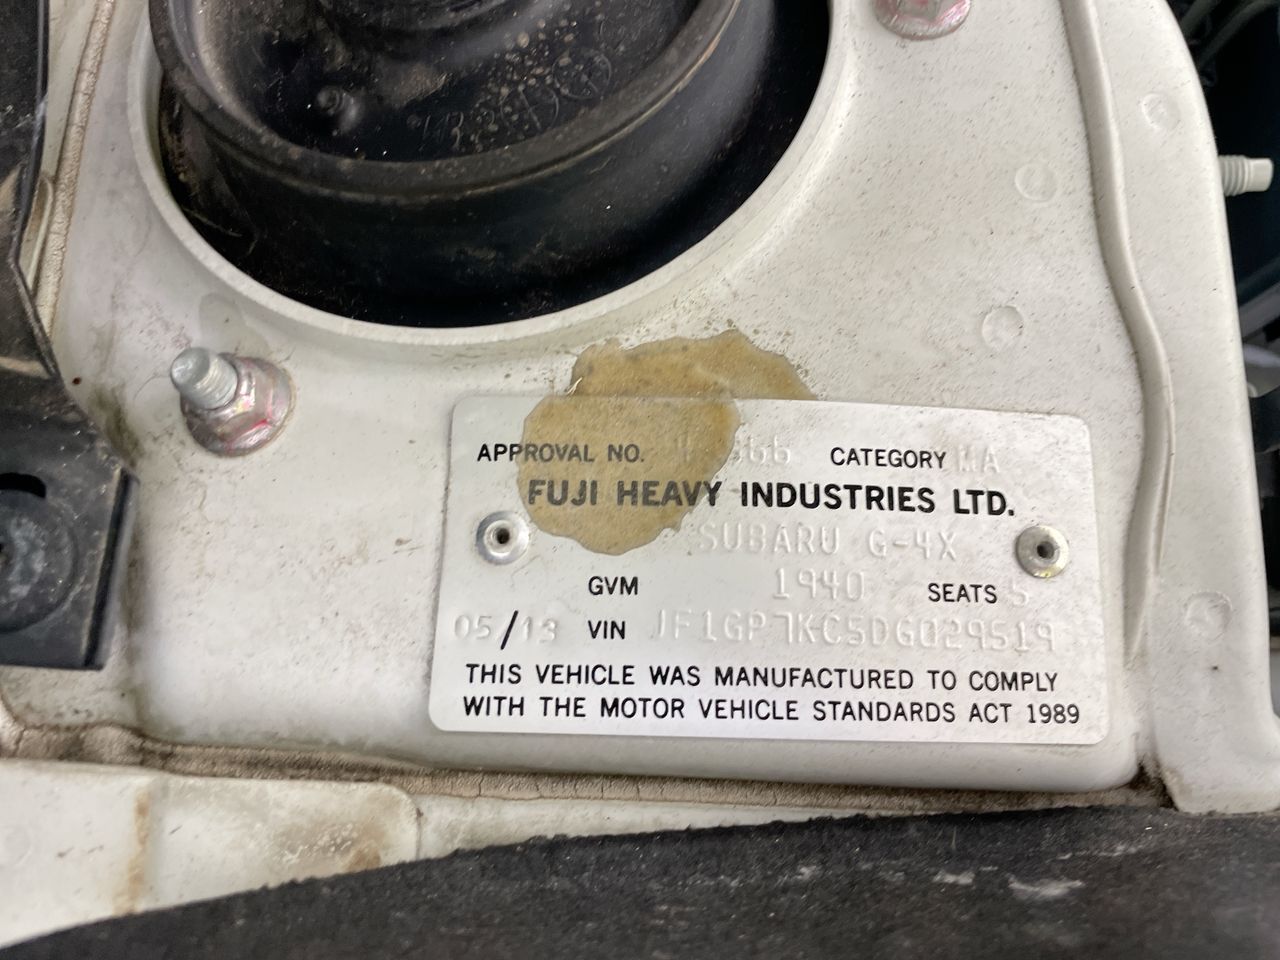 APPROVAL NO. CATEGORY MA
FUJI HEAVY INDUSTRIES LTD.
SUBARU G-4X
GVM 1940 SEATS 5
05/13 VIN JF1GP7KC5DG029519
THIS VEHICLE WAS MANUFACTURED TO COMPLY
WITH THE MOTOR VEHICLE STANDARDS ACT 1989